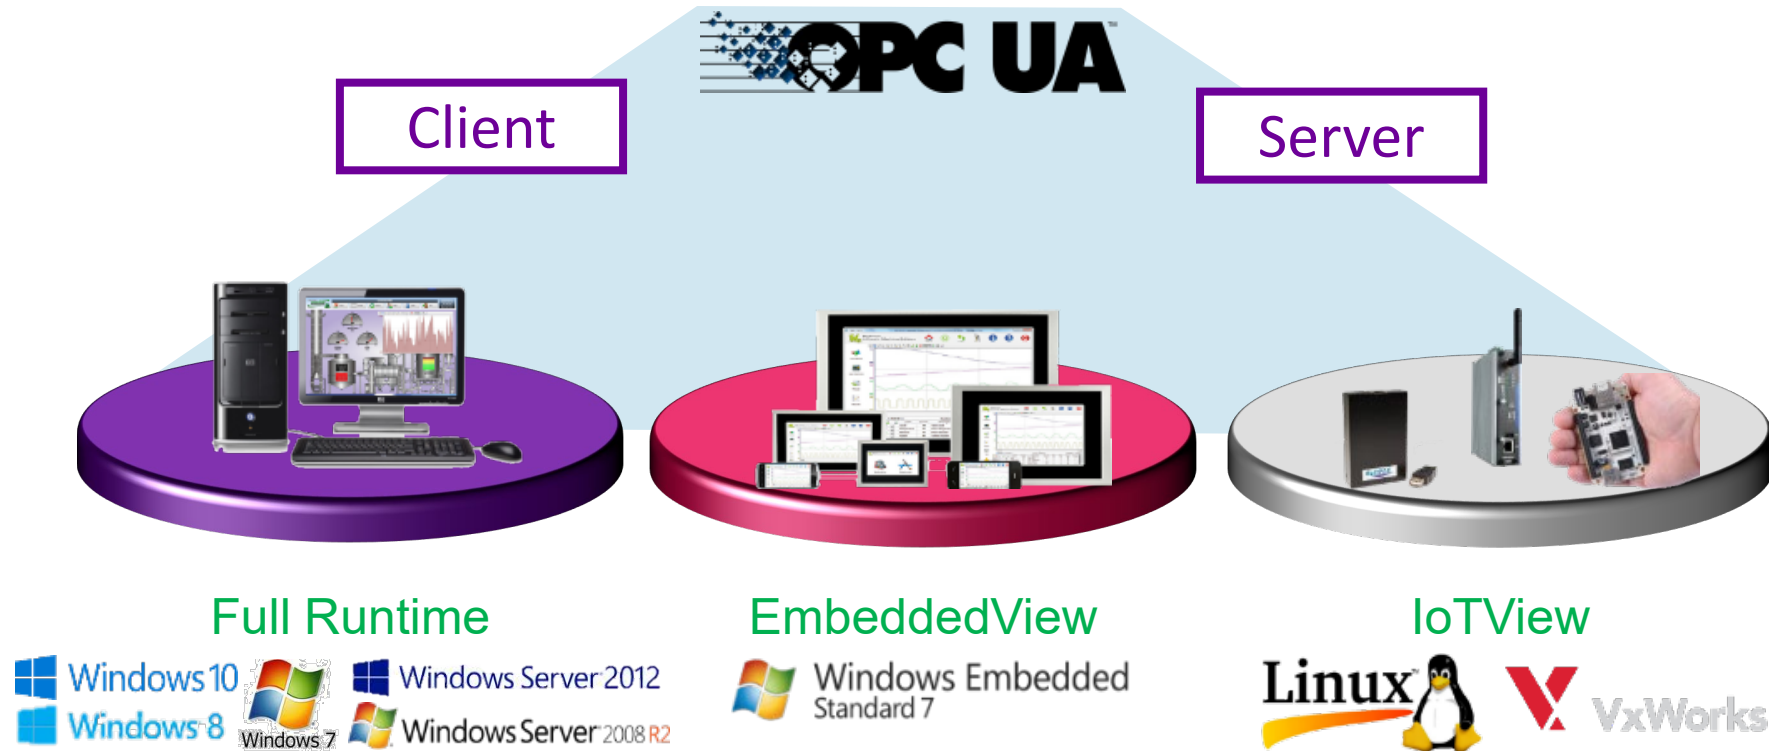 OPC UA™
Client
Server
Full Runtime
EmbeddedView
IoTView
Windows 10
Windows 8
Windows 7
Windows Server 2012
Windows Server 2008 R2
Windows Embedded
Standard 7
Linux
VxWorks